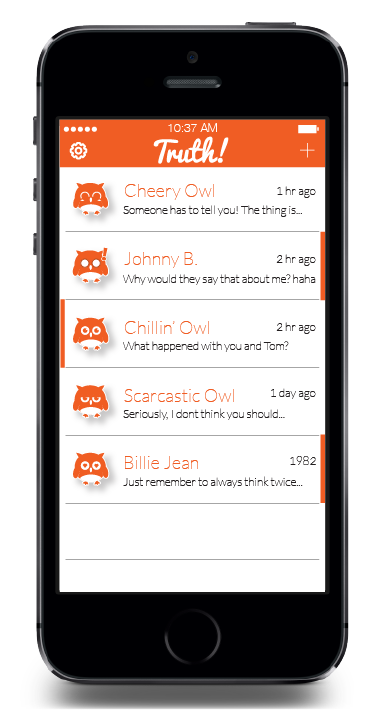 10:37 AM
Truth!
Cheery Owl 1 hr ago
Someone has to tell you! The thing is...
Johnny B. 2 hr ago
Why would they say that about me? haha
Chillin' Owl 2 hr ago
What happened with you and Tom?
Scarcastic Owl 1 day ago
Seriously, I dont think you should...
Billie Jean 1982
Just remember to always think twice...